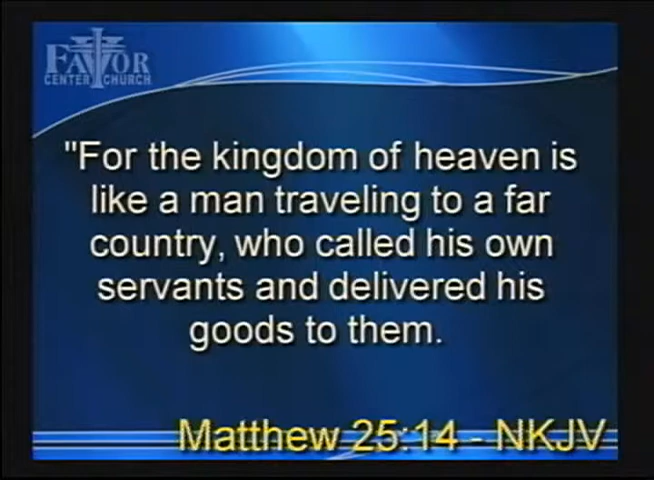 FAVOR
CENTER CHURCH
"For the kingdom of heaven is
like a man traveling to a far
country, who called his own
servants and delivered his
goods to them.
Matthew 25:14 - NKJV